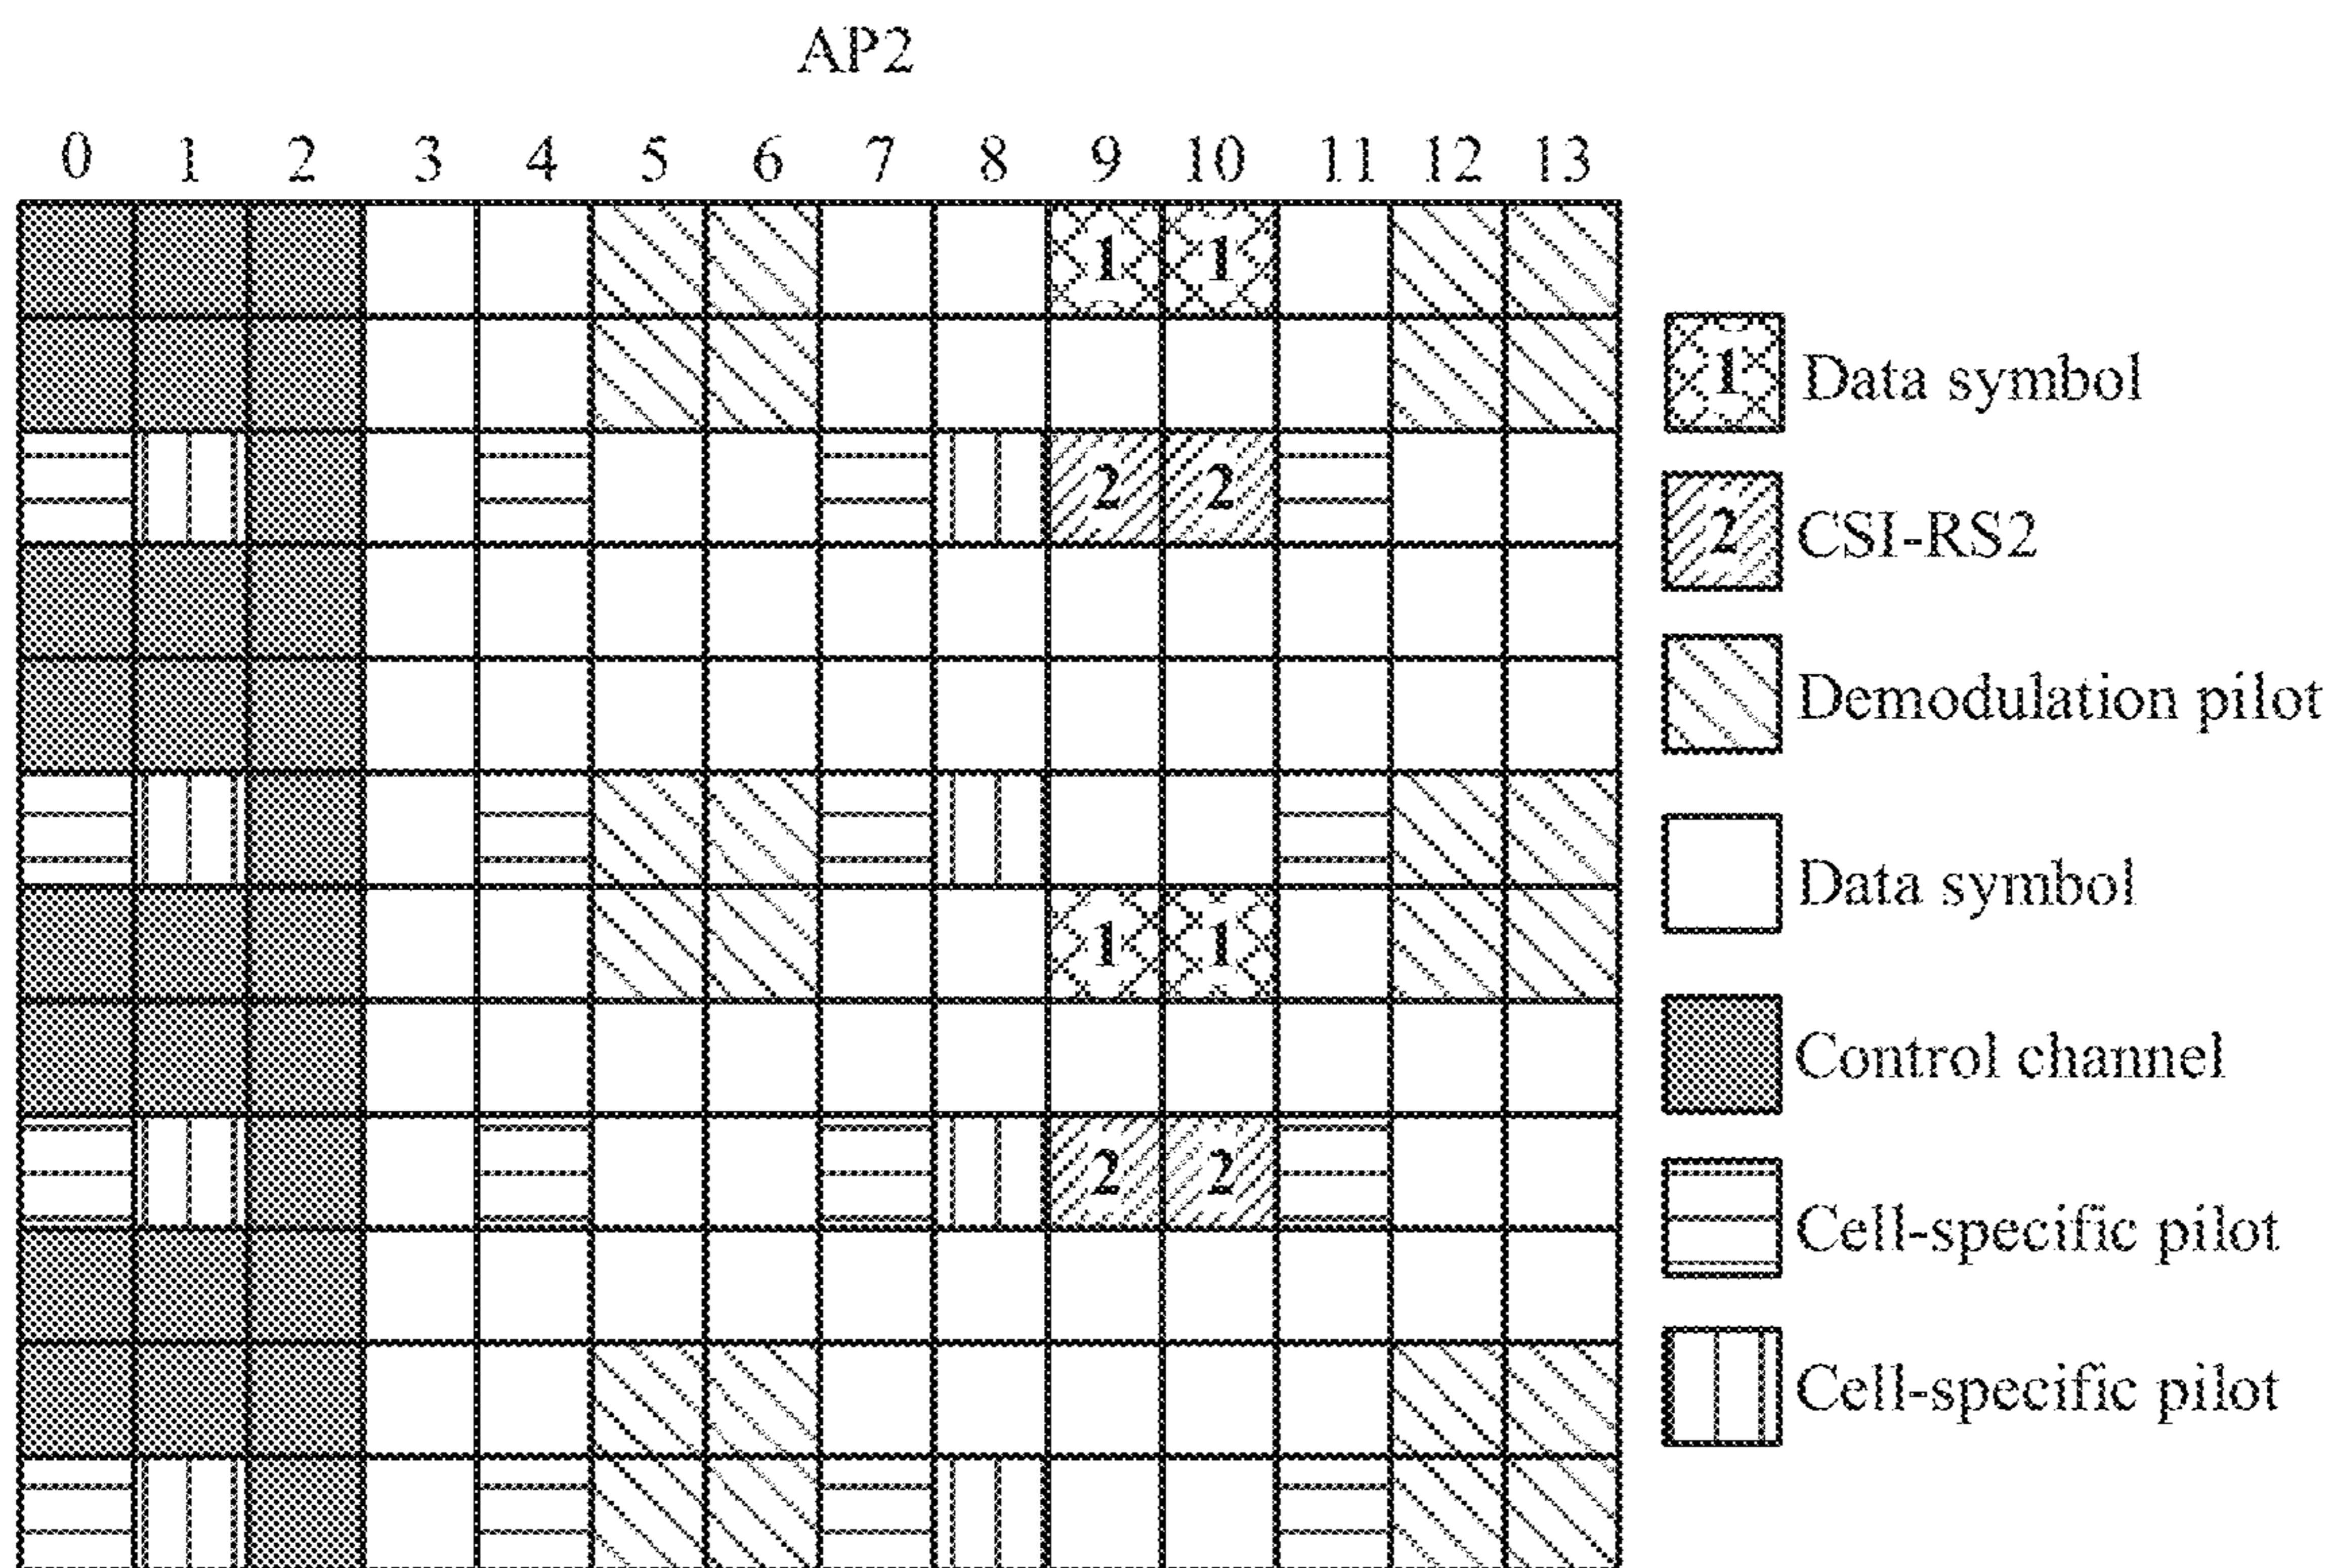 AP2
0 1 2 3 4 5 6 7 8 9 10 11 12 13
1 1
1 Data symbol
2 2
2 CSI-RS2
Demodulation pilot
Data symbol
1 1
Control channel
2 2
Cell-specific pilot
Cell-specific pilot